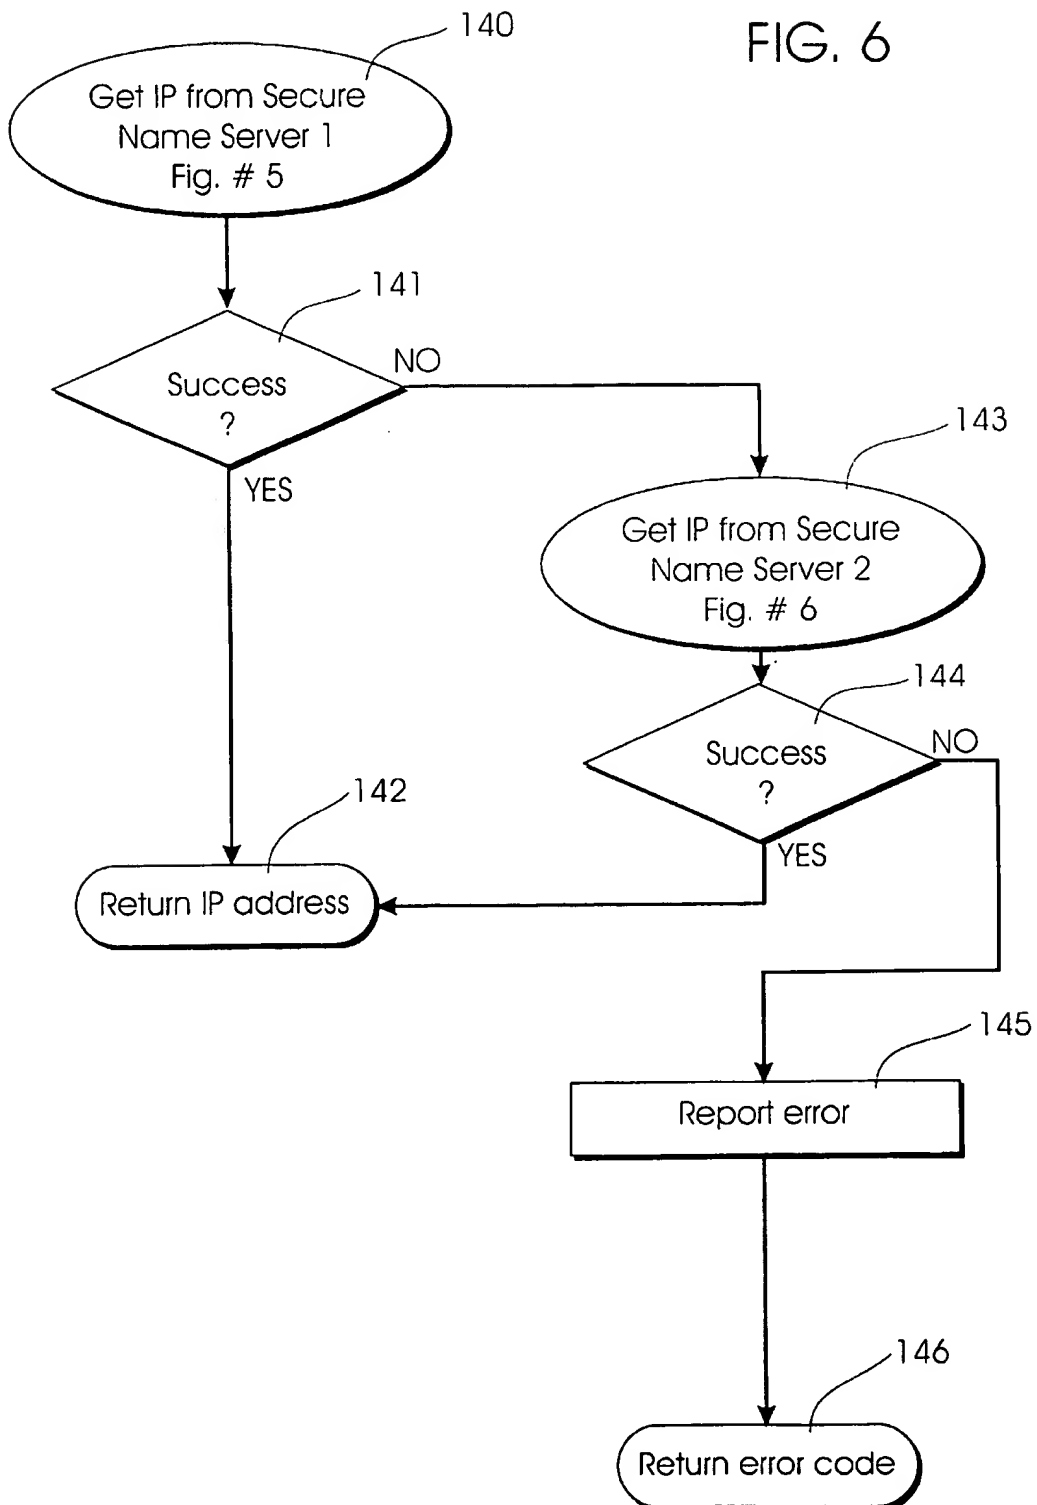 FIG. 6
140
Get IP from Secure
Name Server 1
Fig. # 5
141
Success
?
NO
YES
143
Get IP from Secure
Name Server 2
Fig. # 6
144
Success
?
NO
YES
142
Return IP address
145
Report error
146
Return error code